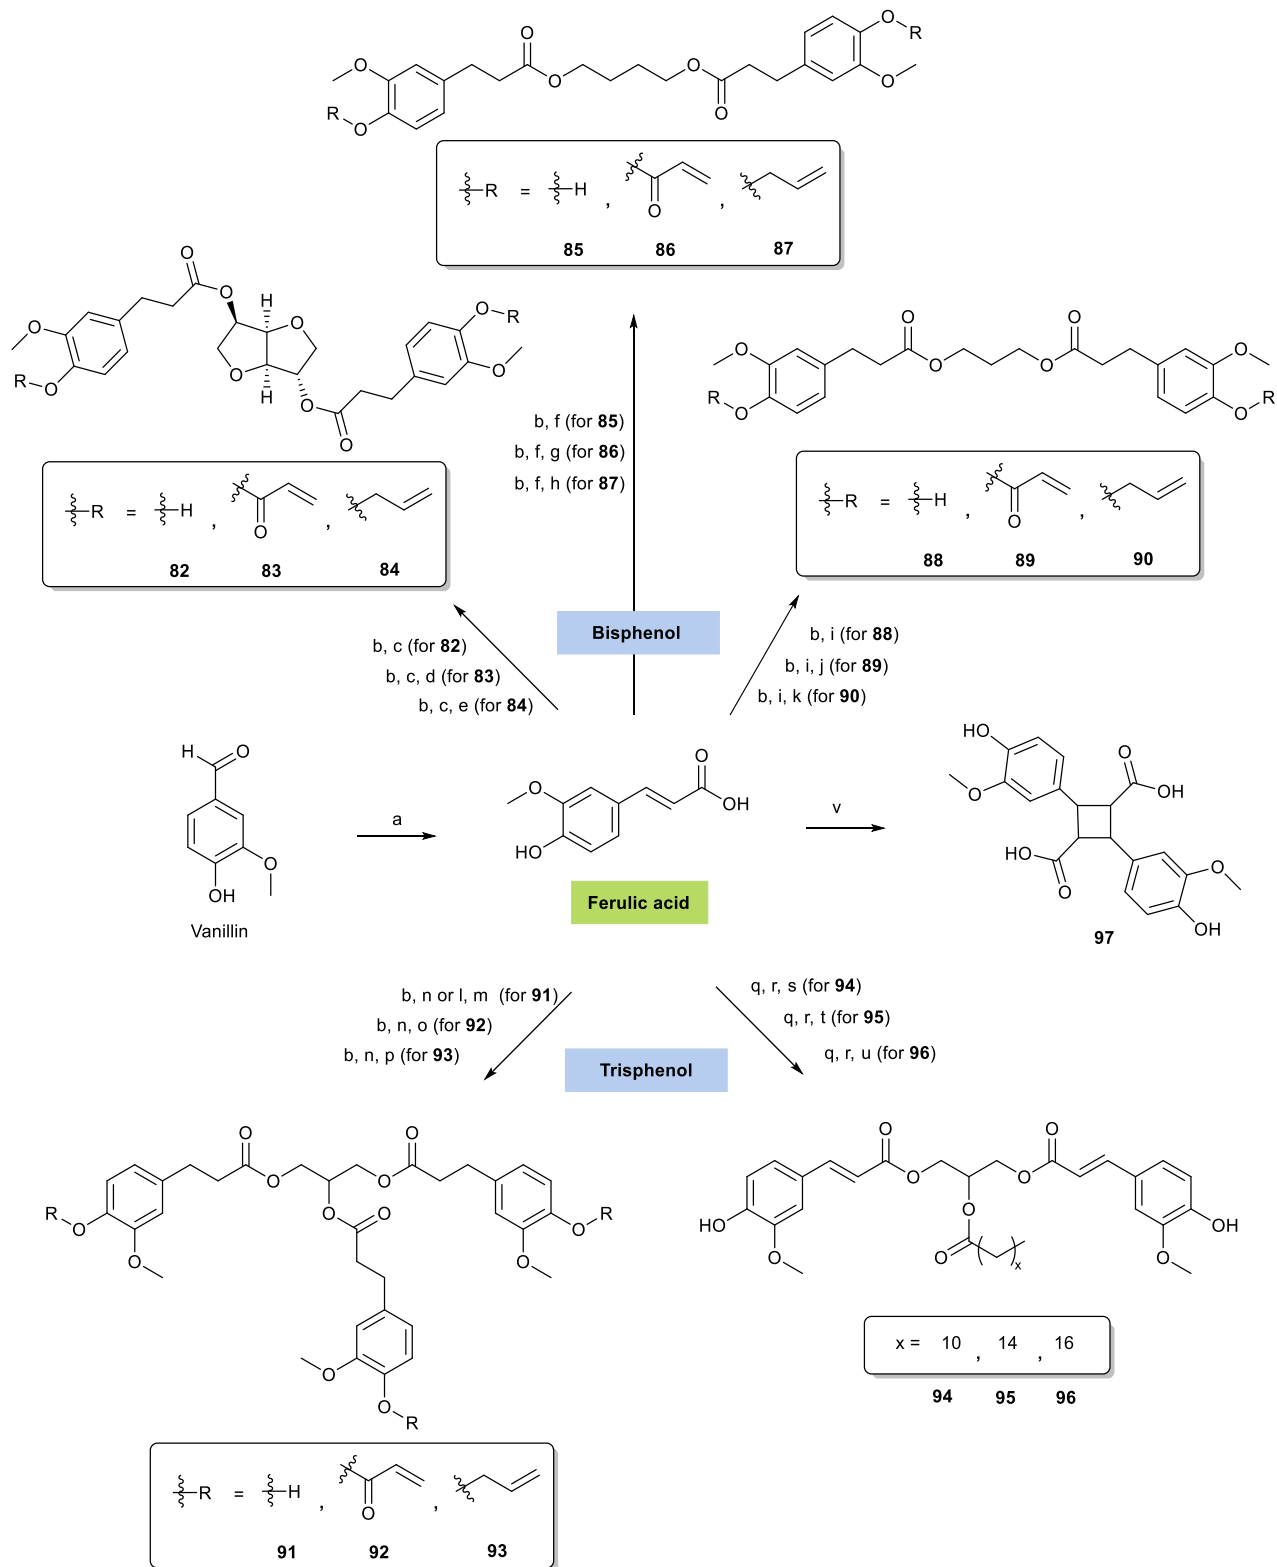 O
O
R
O
O
O
O
O
R
O
R = H , O ,
85 86 87
O
O
H
O
O
R
O
O
R
O
O
H
O
O
R = H , O ,
82 83 84
b, f (for 85)
b, f, g (for 86)
b, f, h (for 87)
O
O
O
O
O
O
R
O
O
R
R = H , O ,
88 89 90
Bisphenol
b, c (for 82)
b, c, d (for 83)
b, c, e (for 84)
b, i (for 88)
b, i, j (for 89)
b, i, k (for 90)
H
O
O
OH
Vanillin
a
O
O
OH
HO
Ferulic acid
v
HO
O
O
OH
HO
O
O
OH
97
b, n or l, m (for 91)
b, n, o (for 92)
b, n, p (for 93)
q, r, s (for 94)
q, r, t (for 95)
q, r, u (for 96)
Trisphenol
O
O
O
O
R
O
O
O
O
O
O
R
O
O
R
R = H , O ,
91 92 93
O
O
O
O
HO
O
O
O
O
OH
x
x = 10 , 14 , 16
94 95 96